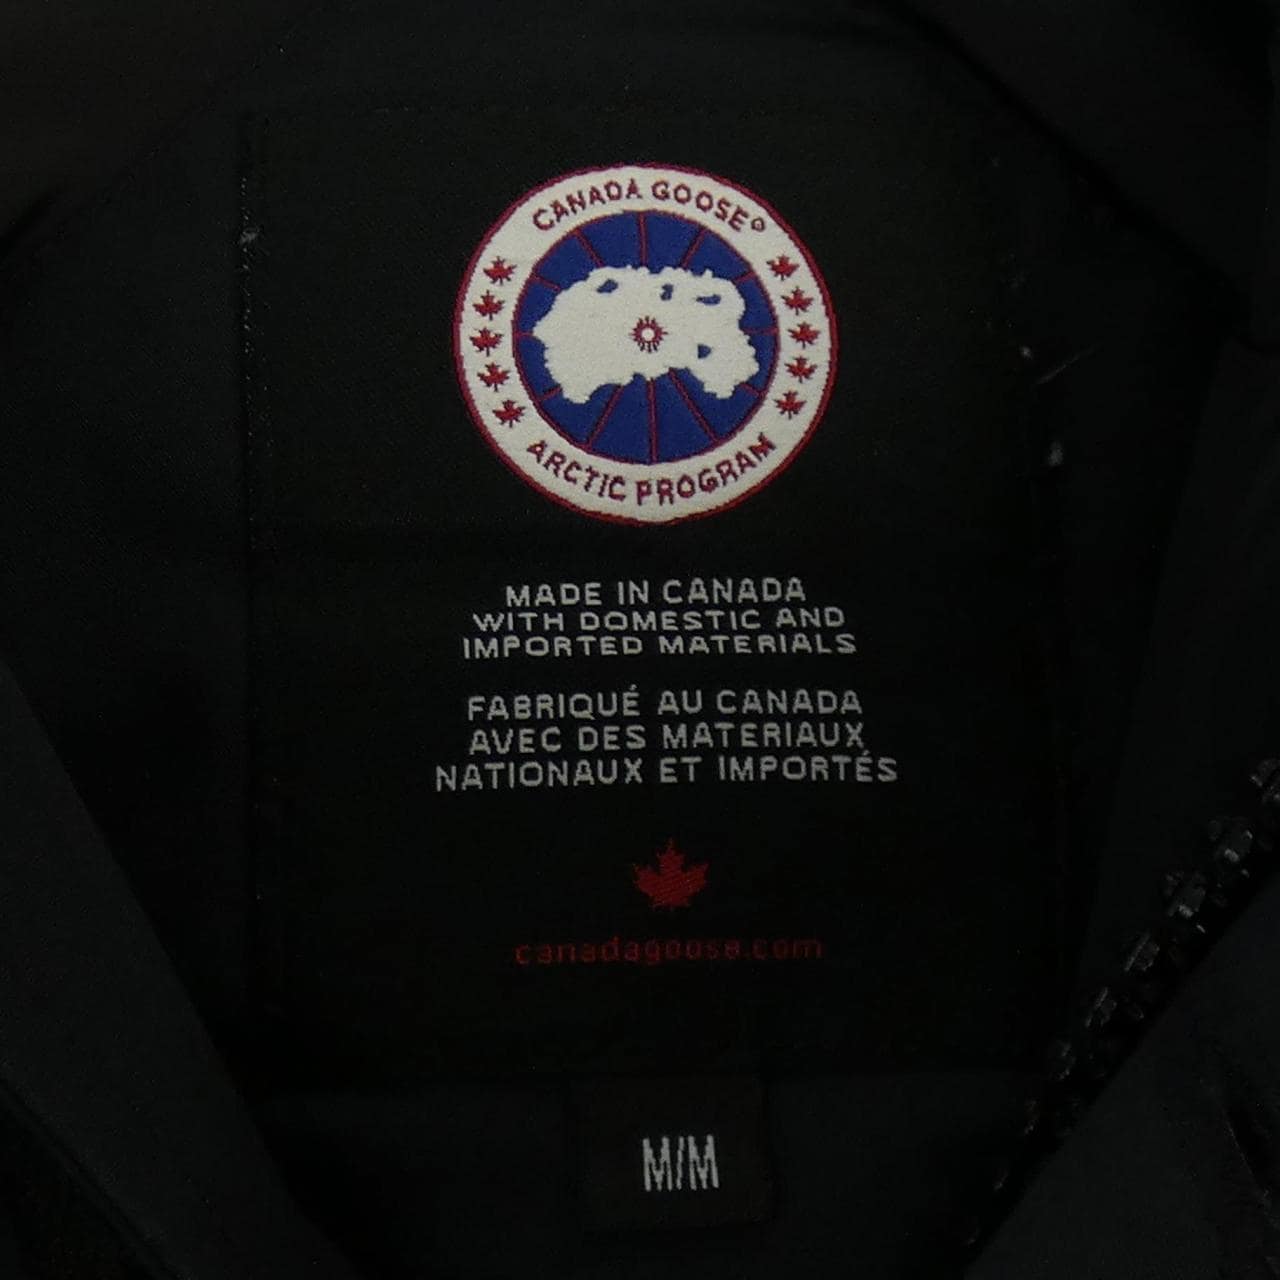 CANADA GOOSE®
ARCTIC PROGRAM
MADE IN CANADA
WITH DOMESTIC AND
IMPORTED MATERIALS
FABRIQUÉ AU CANADA
AVEC DES MATERIAUX
NATIONAUX ET IMPORTÉS
canadagoose.com
M/M